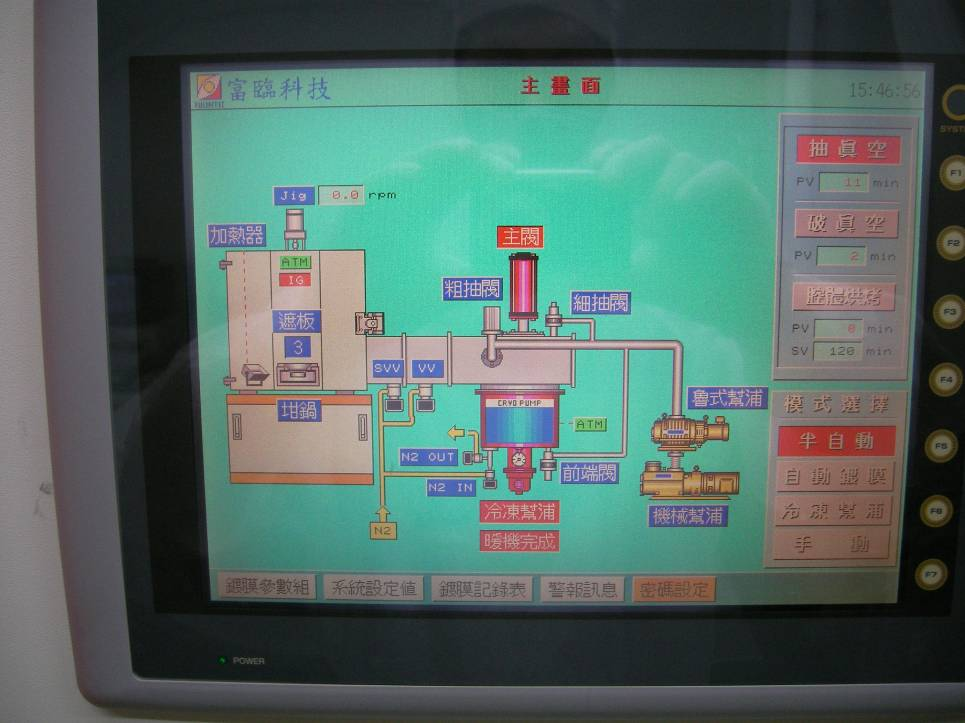 富臨科技
主畫面
15:46:56
SYST
Jig 0.0 rpm
加熱器
ATM
IG
遮板
3
坩鍋
主閥
粗抽閥
細抽閥
SVV
VV
CRYO PUMP
ATM
N2 OUT
N2 IN
前端閥
N2
冷凍幫浦
暖機完成
魯式幫浦
機械幫浦
抽真空
PV 11 min
破真空
PV 2 min
腔體烘烤
PV 0 min
SV 120 min
模式選擇
半自動
自動鍍膜
冷凍幫浦
手動
鍍膜參數組
系統設定值
鍍膜記錄表
警報訊息
密碼設定
F1
F2
F3
F4
F5
F6
F7
POWER